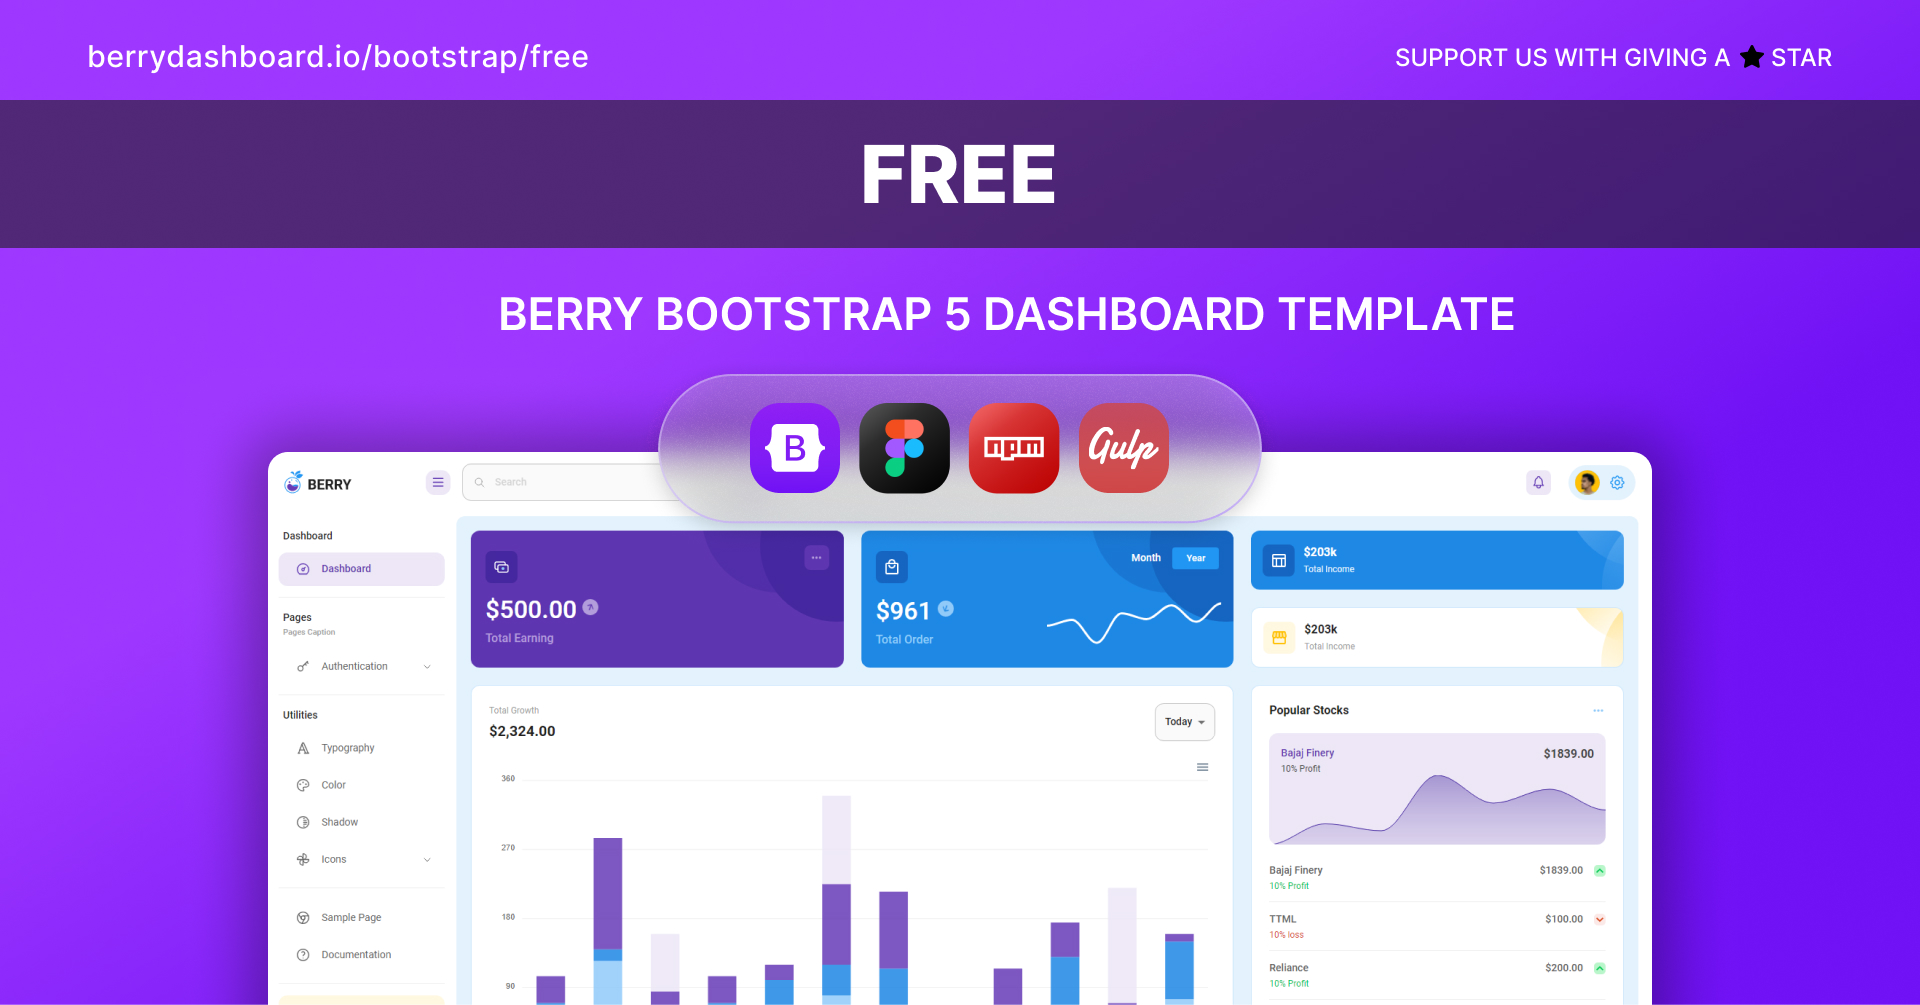 berrydashboard.io/bootstrap/free
SUPPORT US WITH GIVING A STAR
FREE
BERRY BOOTSTRAP 5 DASHBOARD TEMPLATE
B
npm
Gulp
BERRY
Search
Dashboard
Dashboard
Pages
Pages Caption
Authentication
Utilities
Typography
Color
Shadow
Icons
Sample Page
Documentation
$500.00
Total Earning
Month
Year
$961
Total Order
$203k
Total Income
$203k
Total Income
Total Growth
$2,324.00
Today
360
270
180
90
Popular Stocks
Bajaj Finery
$1839.00
10% Profit
Bajaj Finery
$1839.00
10% Profit
TTML
$100.00
10% loss
Reliance
$200.00
10% Profit